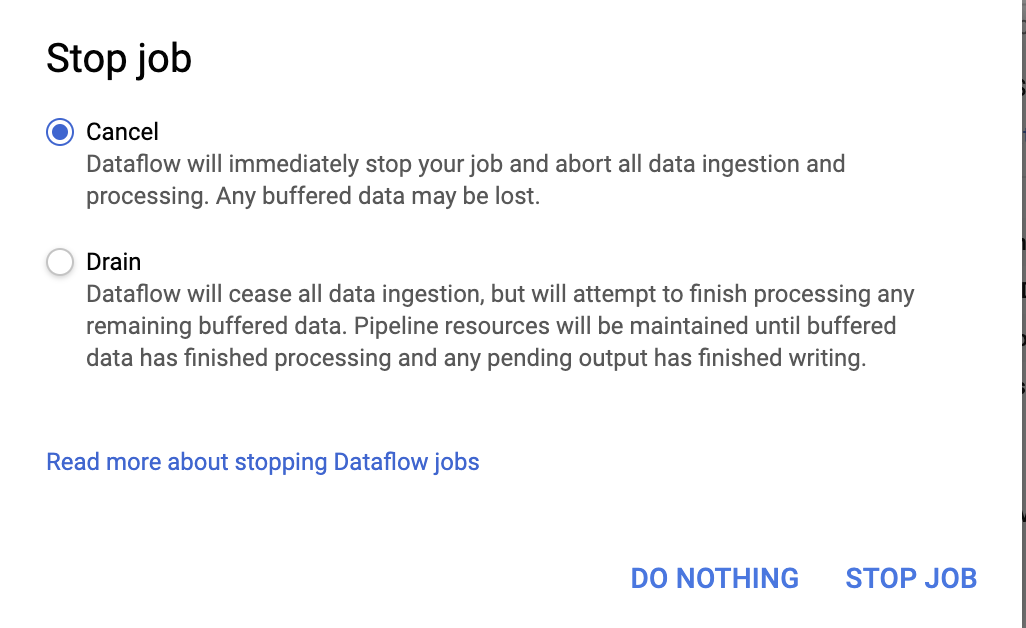 Stop job
Cancel
Dataflow will immediately stop your job and abort all data ingestion and
processing. Any buffered data may be lost.
Drain
Dataflow will cease all data ingestion, but will attempt to finish processing any
remaining buffered data. Pipeline resources will be maintained until buffered
data has finished processing and any pending output has finished writing.
Read more about stopping Dataflow jobs
DO NOTHING STOP JOB